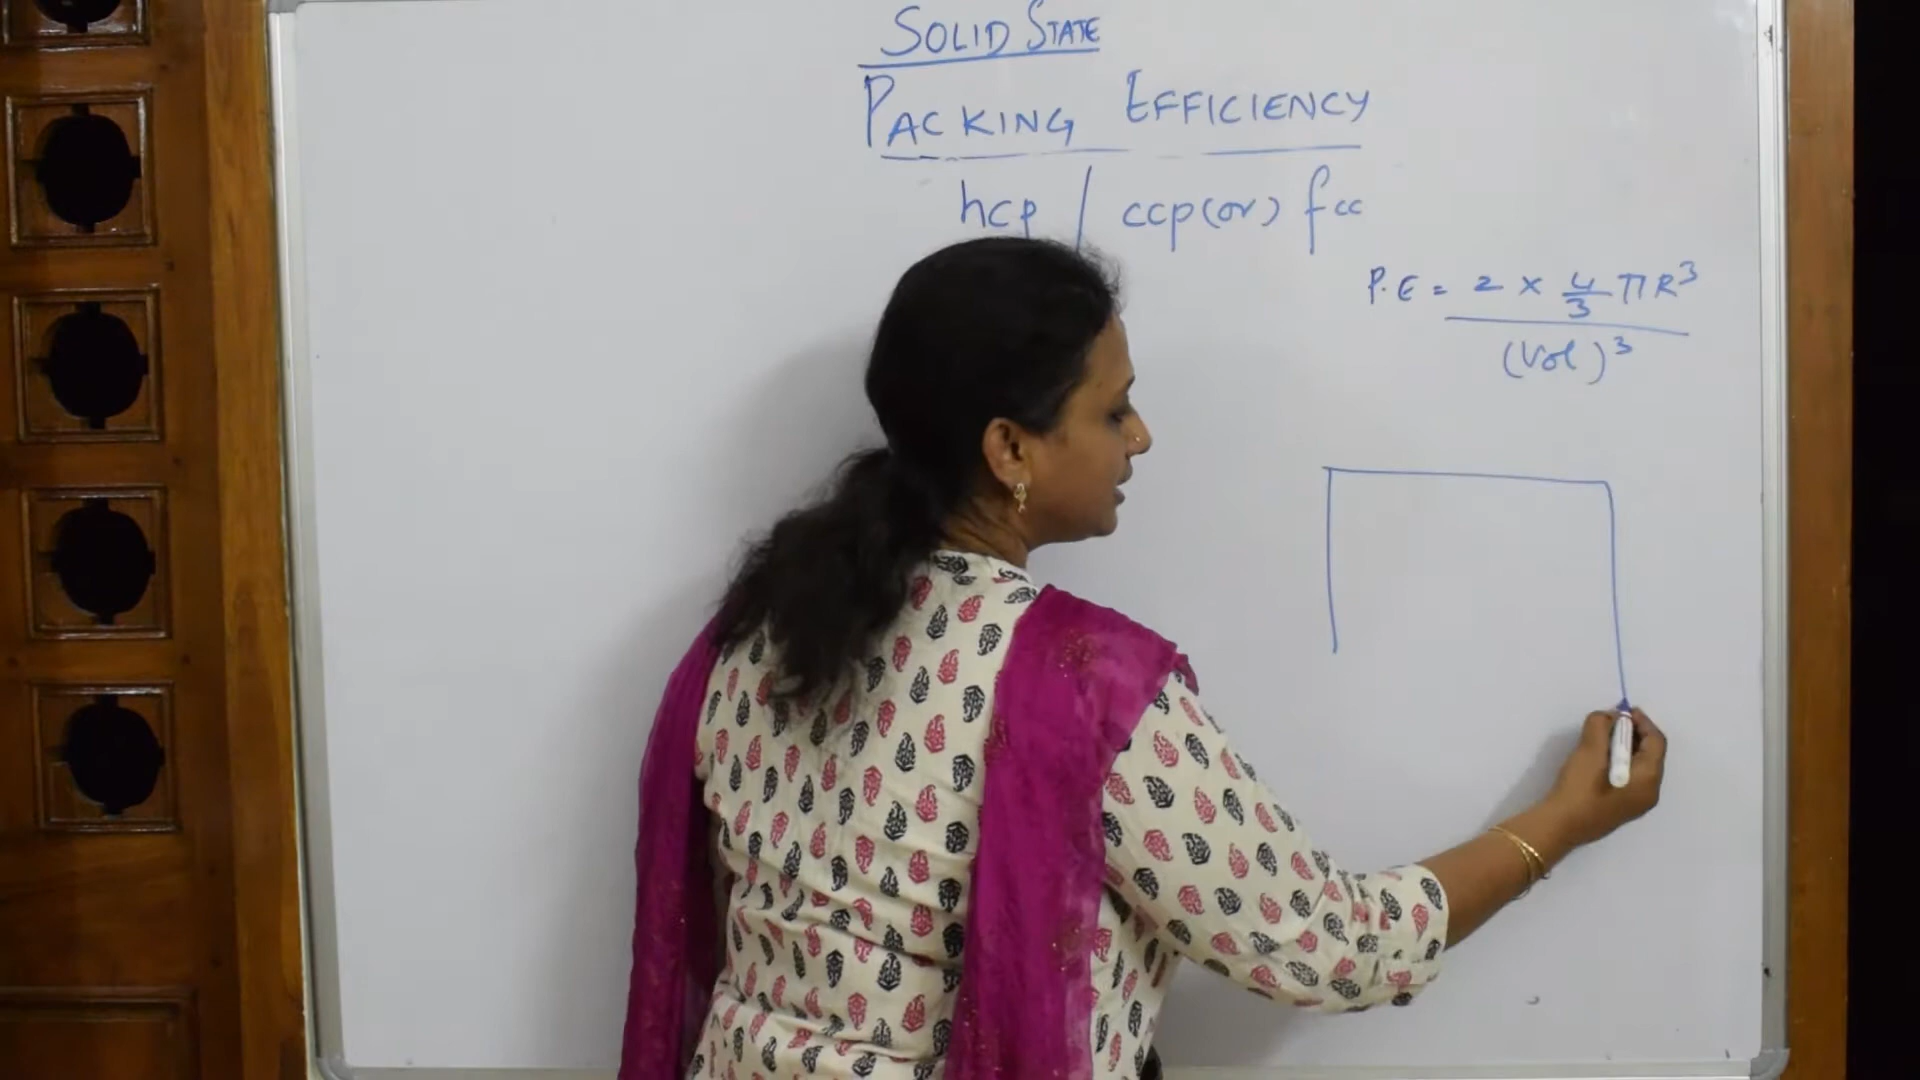 SOLID STATE
PACKING EFFICIENCY
hcp / ccp(or) fcc
P.E = 2 × 4/3 πR³
(Vol)³